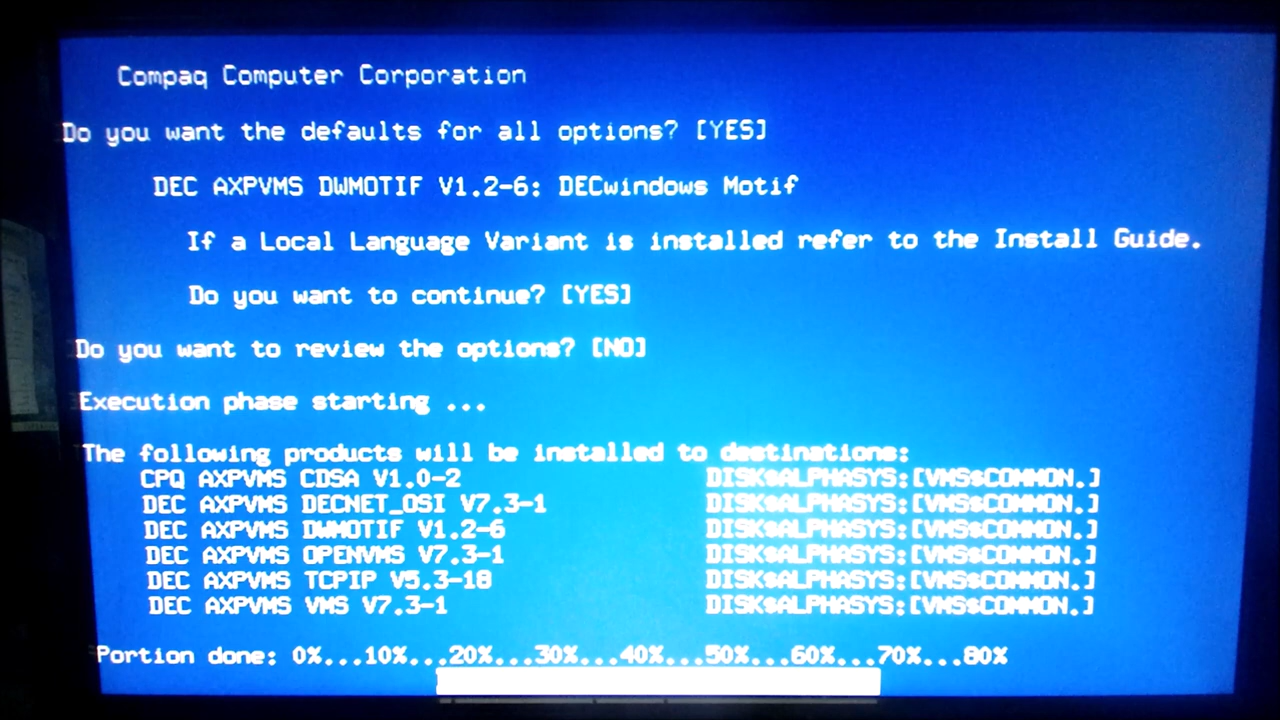 Compaq Computer Corporation
Do you want the defaults for all options? [YES]
DEC AXPVMS DWMOTIF V1.2-6: DECwindows Motif
If a Local Language Variant is installed refer to the Install Guide.
Do you want to continue? [YES]
Do you want to review the options? [NO]
Execution phase starting ...
The following products will be installed to destinations:
CPQ AXPVMS CDSA V1.0-2 DISK$ALPHASYS:[VMS$COMMON.]
DEC AXPVMS DECNET_OSI V7.3-1 DISK$ALPHASYS:[VMS$COMMON.]
DEC AXPVMS DWMOTIF V1.2-6 DISK$ALPHASYS:[VMS$COMMON.]
DEC AXPVMS OPENVMS V7.3-1 DISK$ALPHASYS:[VMS$COMMON.]
DEC AXPVMS TCPIP V5.3-18 DISK$ALPHASYS:[VMS$COMMON.]
DEC AXPVMS VMS V7.3-1 DISK$ALPHASYS:[VMS$COMMON.]
Portion done: 0%...10%...20%...30%...40%...50%...60%...70%...80%